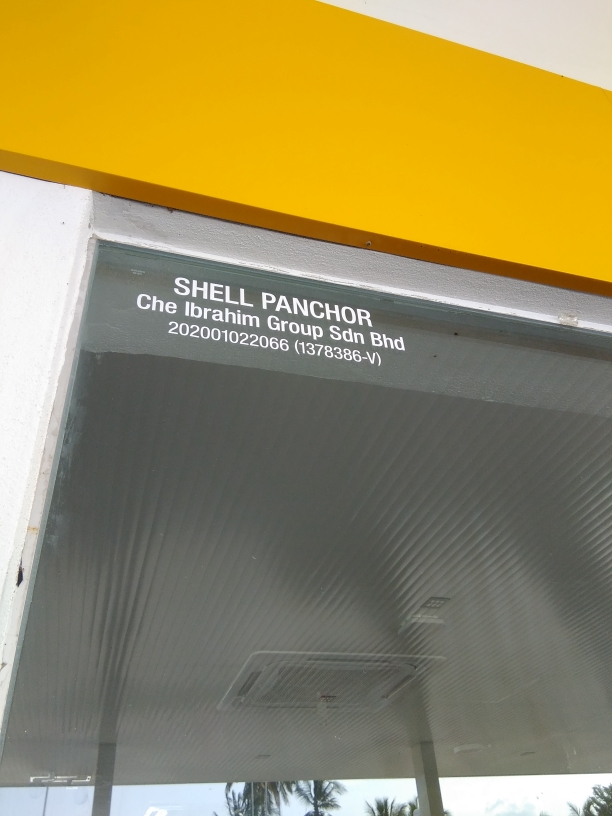 SHELL PANCHOR
Che Ibrahim Group Sdn Bhd
202001022066 (1378386-V)